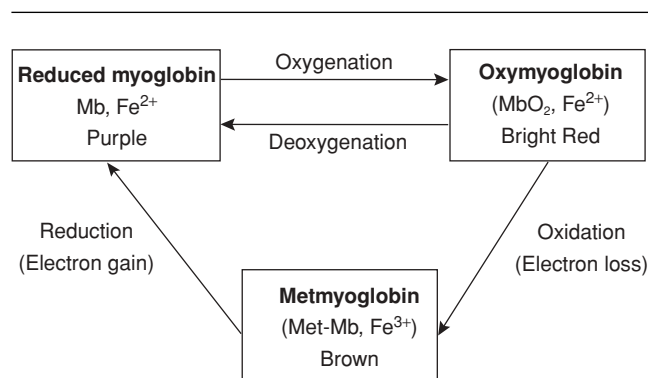 Reduced myoglobin
Mb, Fe²⁺
Purple
Oxygenation
Deoxygenation
Oxymyoglobin
(MbO₂, Fe²⁺)
Bright Red
Reduction
(Electron gain)
Oxidation
(Electron loss)
Metmyoglobin
(Met-Mb, Fe³⁺)
Brown